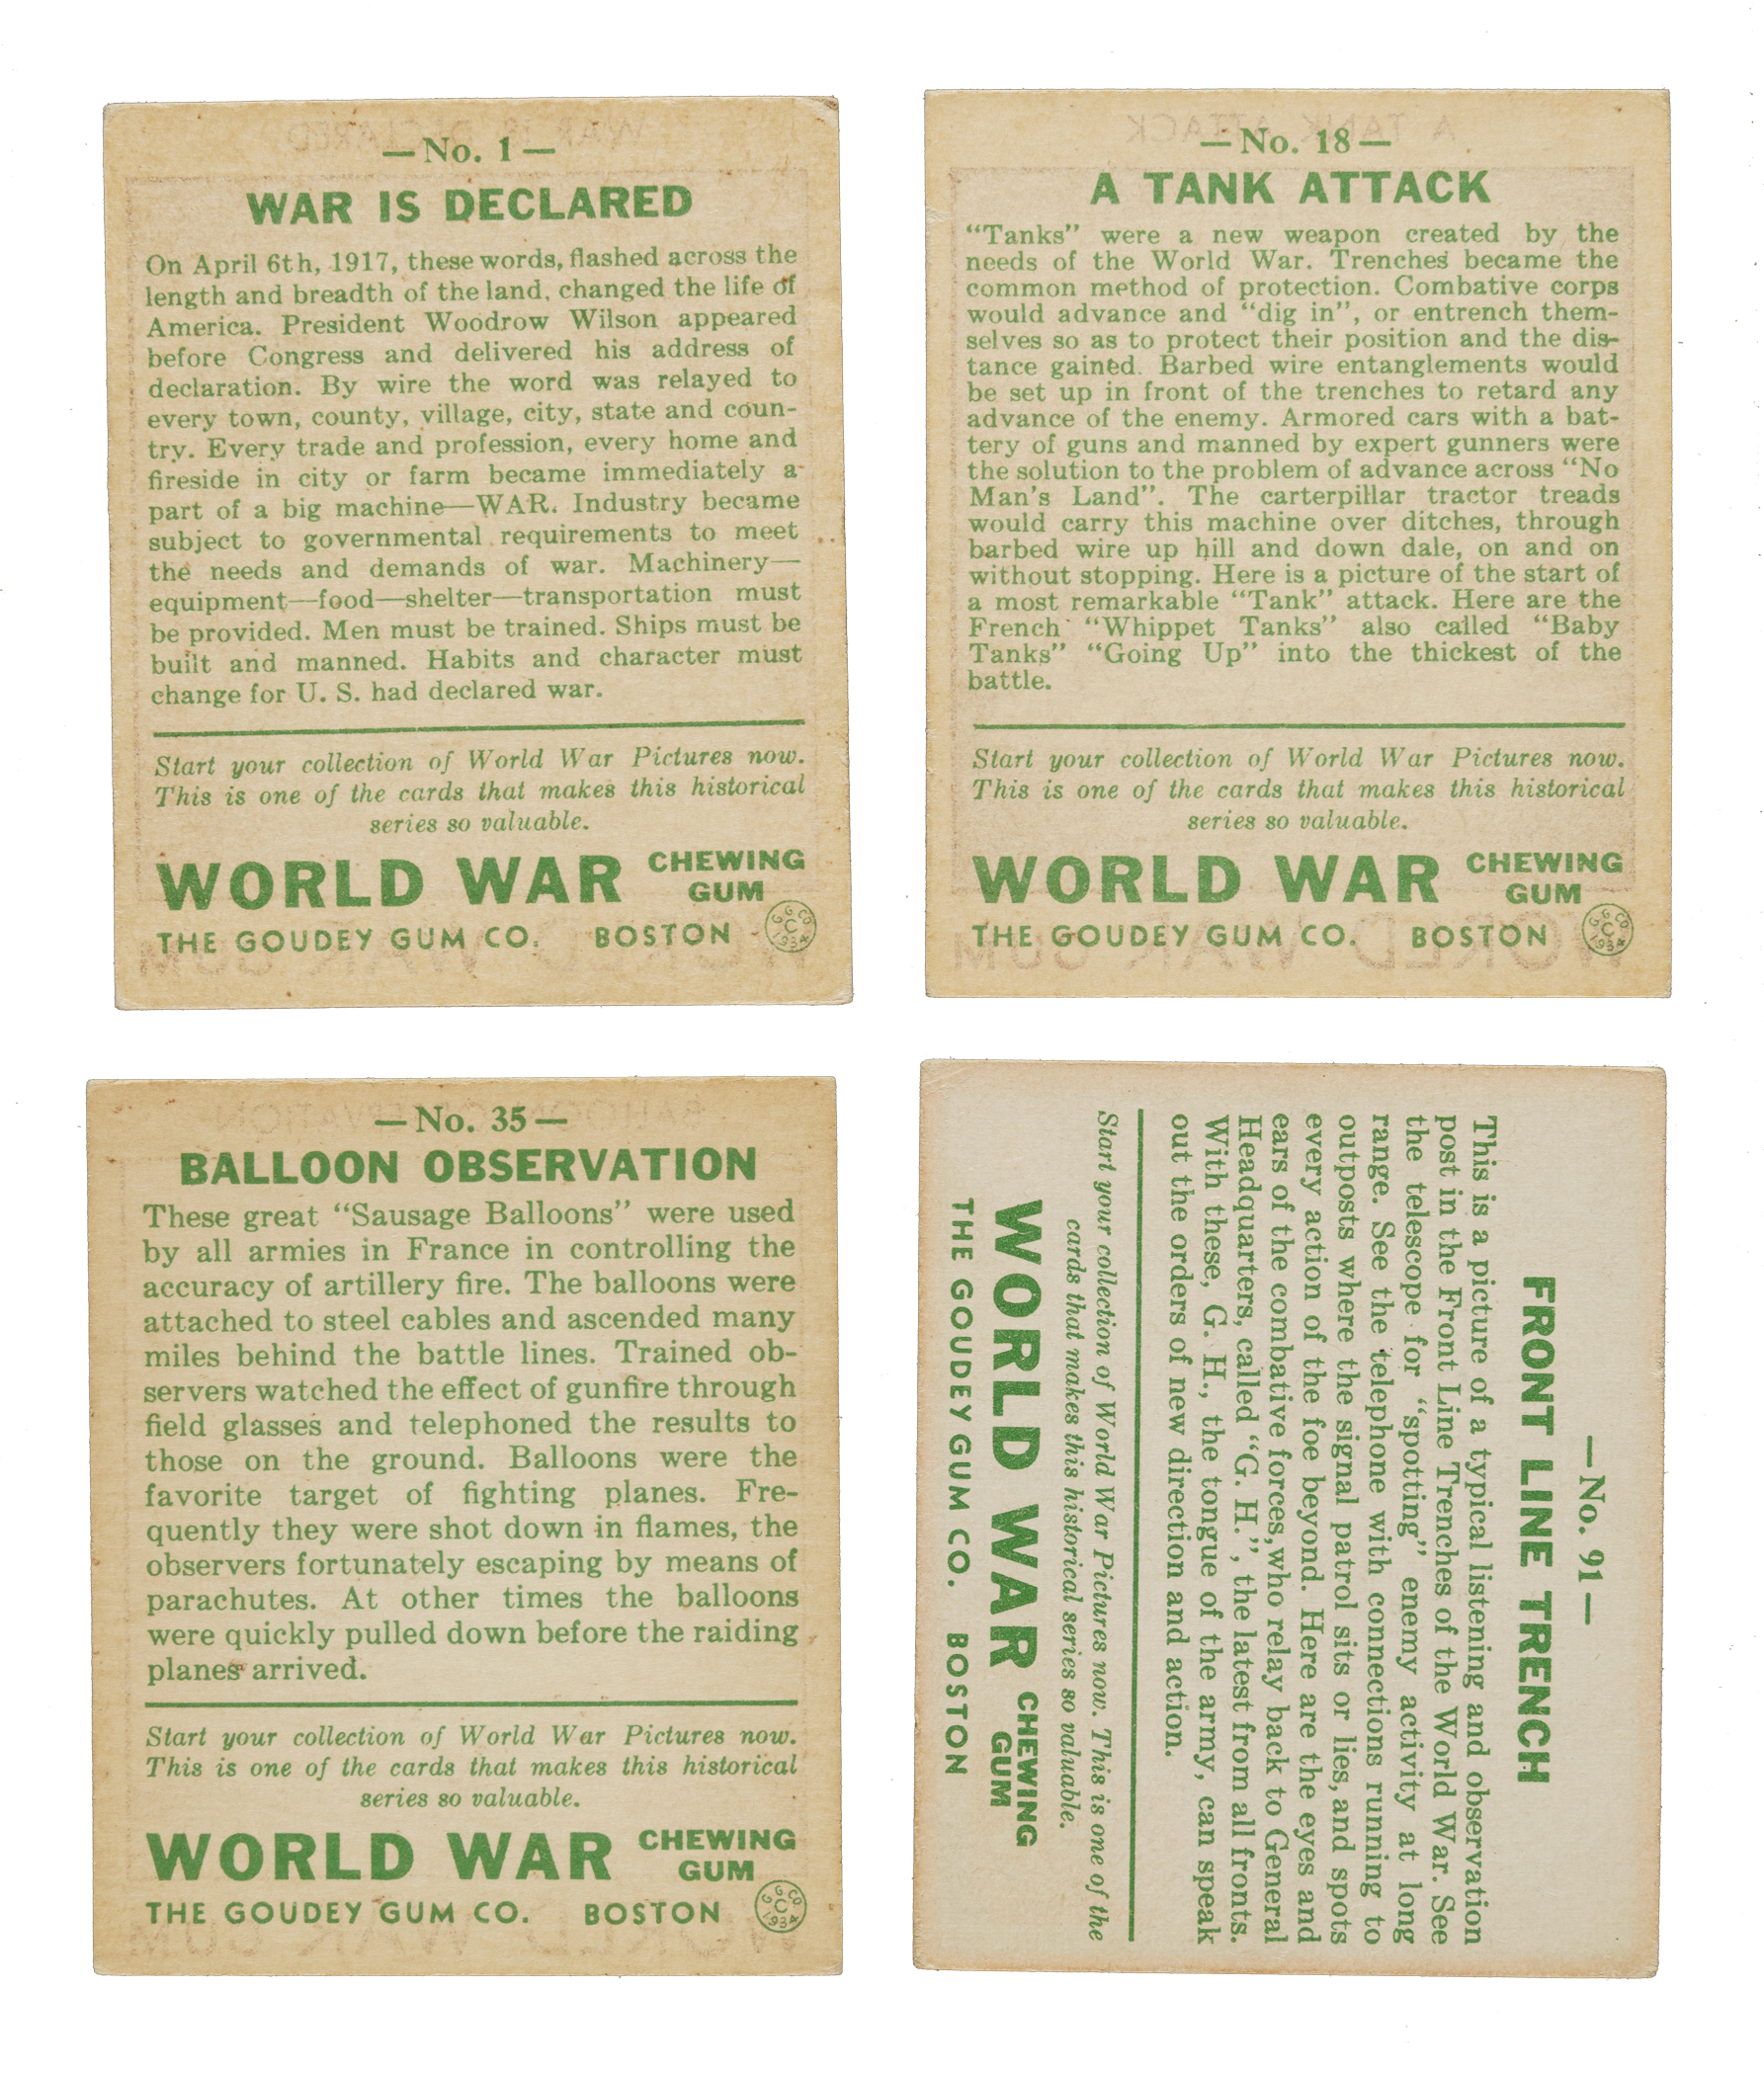 —No. 1—
WAR IS DECLARED
On April 6th, 1917, these words, flashed across the
length and breadth of the land, changed the life of
America. President Woodrow Wilson appeared
before Congress and delivered his address of
declaration. By wire the word was relayed to
every town, county, village, city, state and coun-
try. Every trade and profession, every home and
fireside in city or farm became immediately a
part of a big machine—WAR. Industry became
subject to governmental requirements to meet
the needs and demands of war. Machinery—
equipment—food—shelter—transportation must
be provided. Men must be trained. Ships must be
built and manned. Habits and character must
change for U. S. had declared war.
Start your collection of World War Pictures now.
This is one of the cards that makes this historical
series so valuable.
WORLD WAR CHEWING GUM
THE GOUDEY GUM CO. BOSTON
G. G. CO. C 1934
—No. 18—
A TANK ATTACK
“Tanks” were a new weapon created by the
needs of the World War. Trenches became the
common method of protection. Combative corps
would advance and “dig in”, or entrench them-
selves so as to protect their position and the dis-
tance gained. Barbed wire entanglements would
be set up in front of the trenches to retard any
advance of the enemy. Armored cars with a bat-
tery of guns and manned by expert gunners were
the solution to the problem of advance across “No
Man's Land”. The carterpillar tractor treads
would carry this machine over ditches, through
barbed wire up hill and down dale, on and on
without stopping. Here is a picture of the start of
a most remarkable “Tank” attack. Here are the
French “Whippet Tanks” also called “Baby
Tanks” “Going Up” into the thickest of the
battle.
Start your collection of World War Pictures now.
This is one of the cards that makes this historical
series so valuable.
WORLD WAR CHEWING GUM
THE GOUDEY GUM CO. BOSTON
G. G. CO. C 1934
—No. 35—
BALLOON OBSERVATION
These great “Sausage Balloons” were used
by all armies in France in controlling the
accuracy of artillery fire. The balloons were
attached to steel cables and ascended many
miles behind the battle lines. Trained ob-
servers watched the effect of gunfire through
field glasses and telephoned the results to
those on the ground. Balloons were the
favorite target of fighting planes. Fre-
quently they were shot down in flames, the
observers fortunately escaping by means of
parachutes. At other times the balloons
were quickly pulled down before the raiding
planes arrived.
Start your collection of World War Pictures now.
This is one of the cards that makes this historical
series so valuable.
WORLD WAR CHEWING GUM
THE GOUDEY GUM CO. BOSTON
G. G. CO. C 1934
—No. 91—
FRONT LINE TRENCH
This is a picture of a typical listening and observation
post in the Front Line Trenches of the World War. See
the telescope for “spotting” enemy activity at long
range. See the telephone with connections running to
outposts where the signal patrol sits or lies, and spots
every action of the foe beyond. Here are the eyes and
ears of the combative forces, who relay back to General
Headquarters, called “G. H.”, the latest from all fronts.
With these, G. H., the tongue of the army, can speak
out the orders of new direction and action.
Start your collection of World War Pictures now. This is one of the
cards that makes this historical series so valuable.
WORLD WAR CHEWING GUM
THE GOUDEY GUM CO. BOSTON